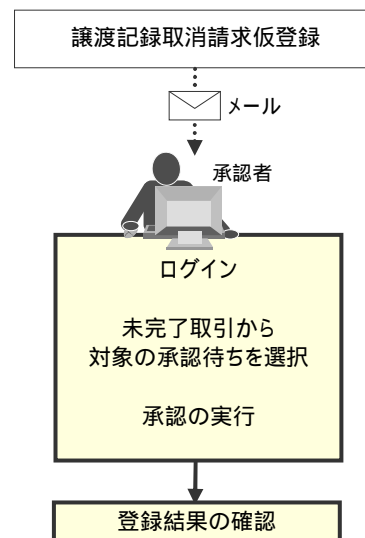 譲渡記録取消請求仮登録
メール
承認者
ログイン
未完了取引から
対象の承認待ちを選択
承認の実行
登録結果の確認